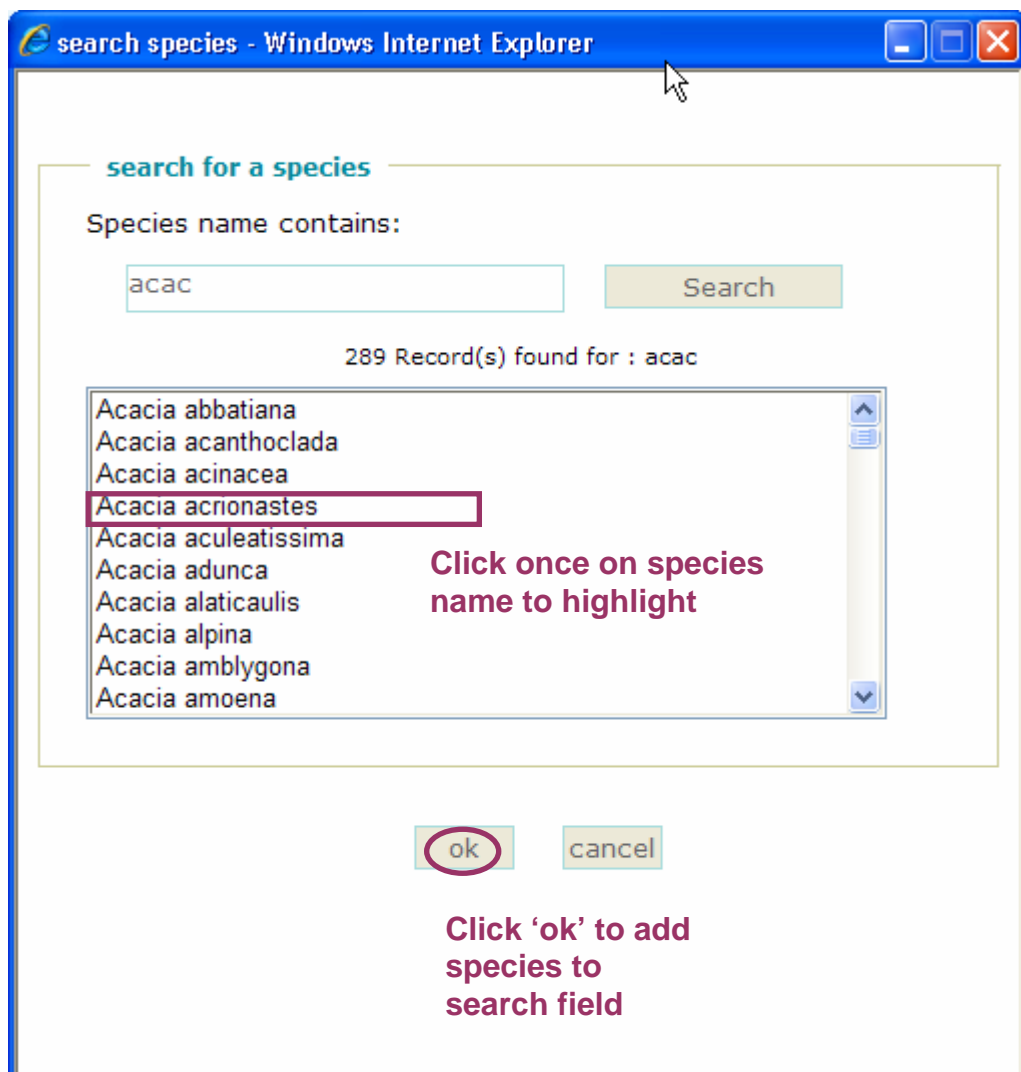 search species - Windows Internet Explorer
search for a species
Species name contains:
acac
Search
289 Record(s) found for : acac
Acacia abbatiana
Acacia acanthoclada
Acacia acinacea
Acacia acrionastes
Acacia aculeatissima
Acacia adunca
Acacia alaticaulis
Acacia alpina
Acacia amblygona
Acacia amoena
Click once on species
name to highlight
ok
cancel
Click ‘ok’ to add
species to
search field